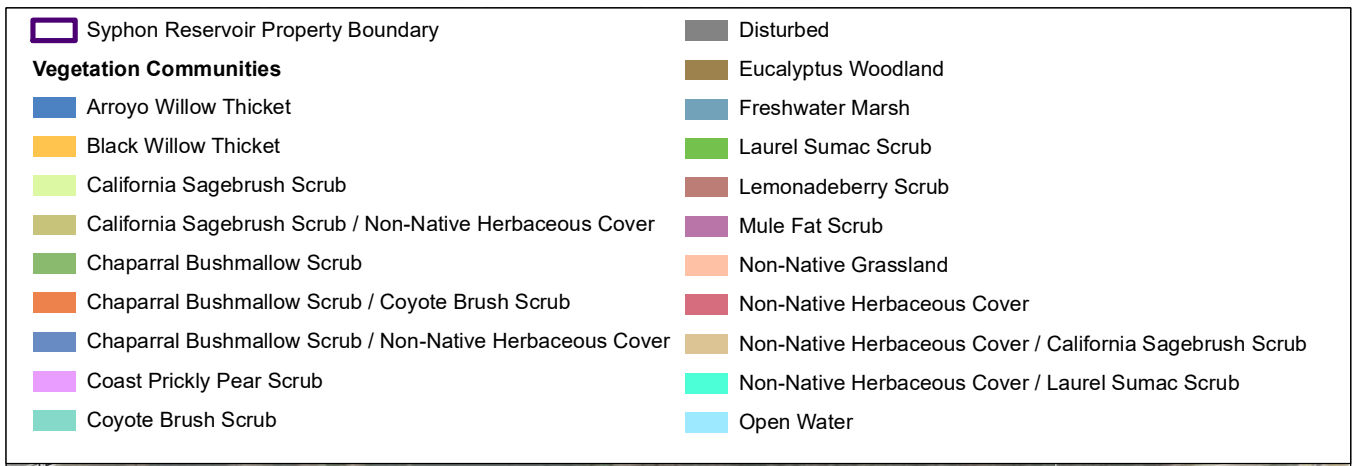 Syphon Reservoir Property Boundary
Vegetation Communities
Arroyo Willow Thicket
Black Willow Thicket
California Sagebrush Scrub
California Sagebrush Scrub / Non-Native Herbaceous Cover
Chaparral Bushmallow Scrub
Chaparral Bushmallow Scrub / Coyote Brush Scrub
Chaparral Bushmallow Scrub / Non-Native Herbaceous Cover
Coast Prickly Pear Scrub
Coyote Brush Scrub
Disturbed
Eucalyptus Woodland
Freshwater Marsh
Laurel Sumac Scrub
Lemonadeberry Scrub
Mule Fat Scrub
Non-Native Grassland
Non-Native Herbaceous Cover
Non-Native Herbaceous Cover / California Sagebrush Scrub
Non-Native Herbaceous Cover / Laurel Sumac Scrub
Open Water